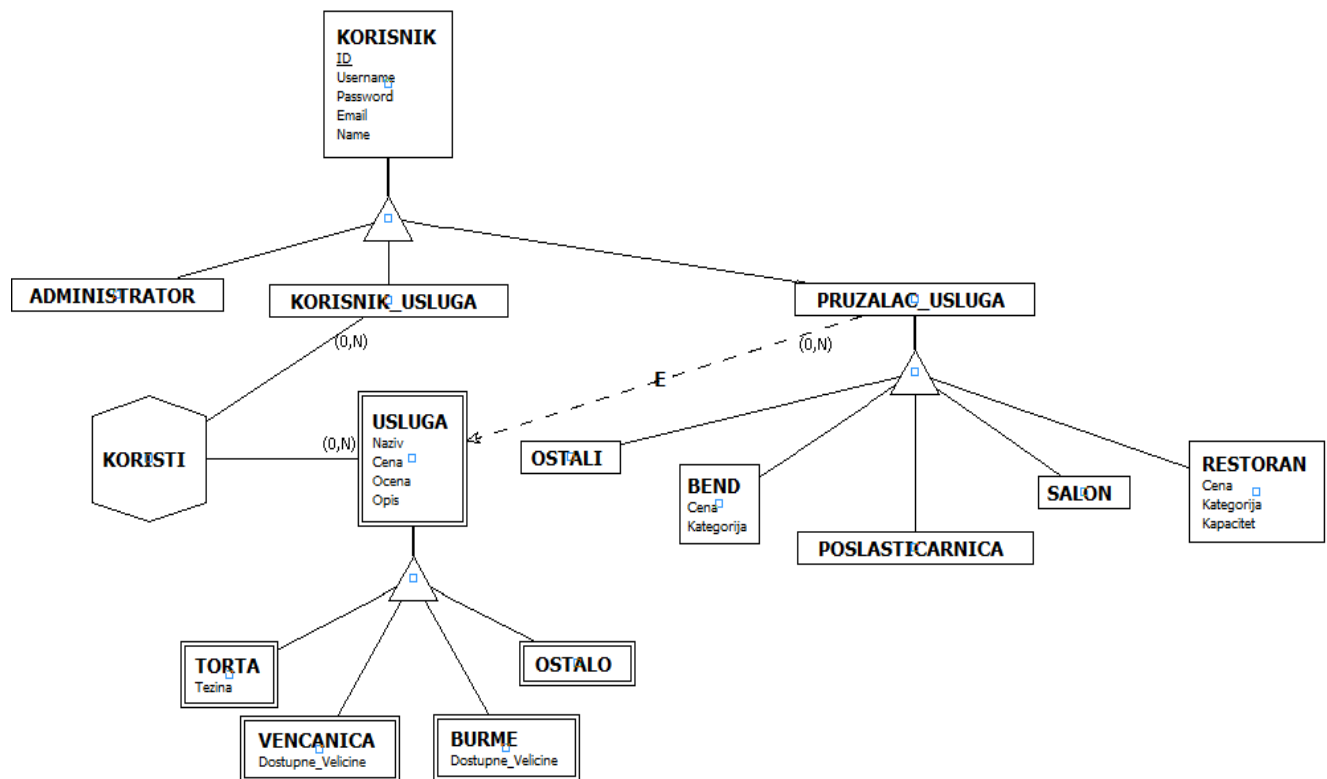 KORISNIK
ID
Username
Password
Email
Name
ADMINISTRATOR
KORISNIK_USLUGA
PRUZALAC_USLUGA
(0,N)
(0,N)
E
KORISTI
(0,N)
USLUGA
Naziv
Cena
Ocena
Opis
OSTALI
BEND
Cena
Kategorija
POSLASTICARNICA
SALON
RESTORAN
Cena
Kategorija
Kapacitet
TORTA
Tezina
VENCANICA
Dostupne_Velicine
BURME
Dostupne_Velicine
OSTALO